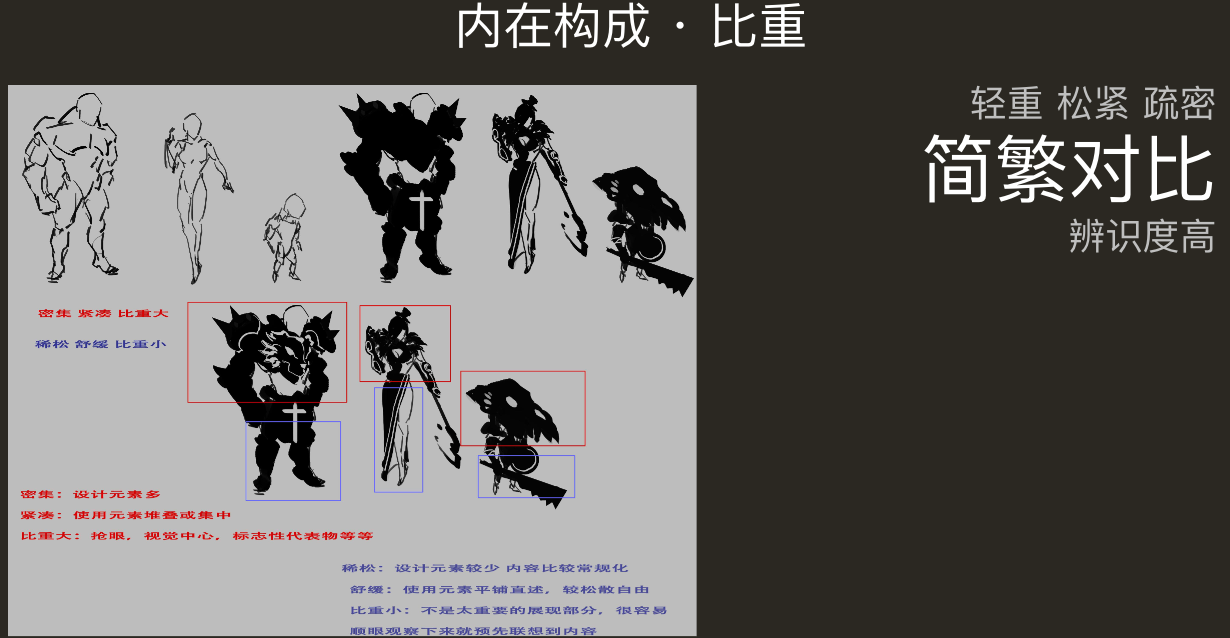 内在构成 · 比重
轻重 松紧 疏密
简繁对比
辨识度高
密集 紧凑 比重大
稀松 舒缓 比重小
密集：设计元素多
紧凑：使用元素堆叠或集中
比重大：抢眼，视觉中心，标志性代表物等等
稀松：设计元素较少 内容比较常规化
舒缓：使用元素平铺直述，较松散自由
比重小：不是太重要的展现部分，很容易
顺眼观察下来就预先联想到内容